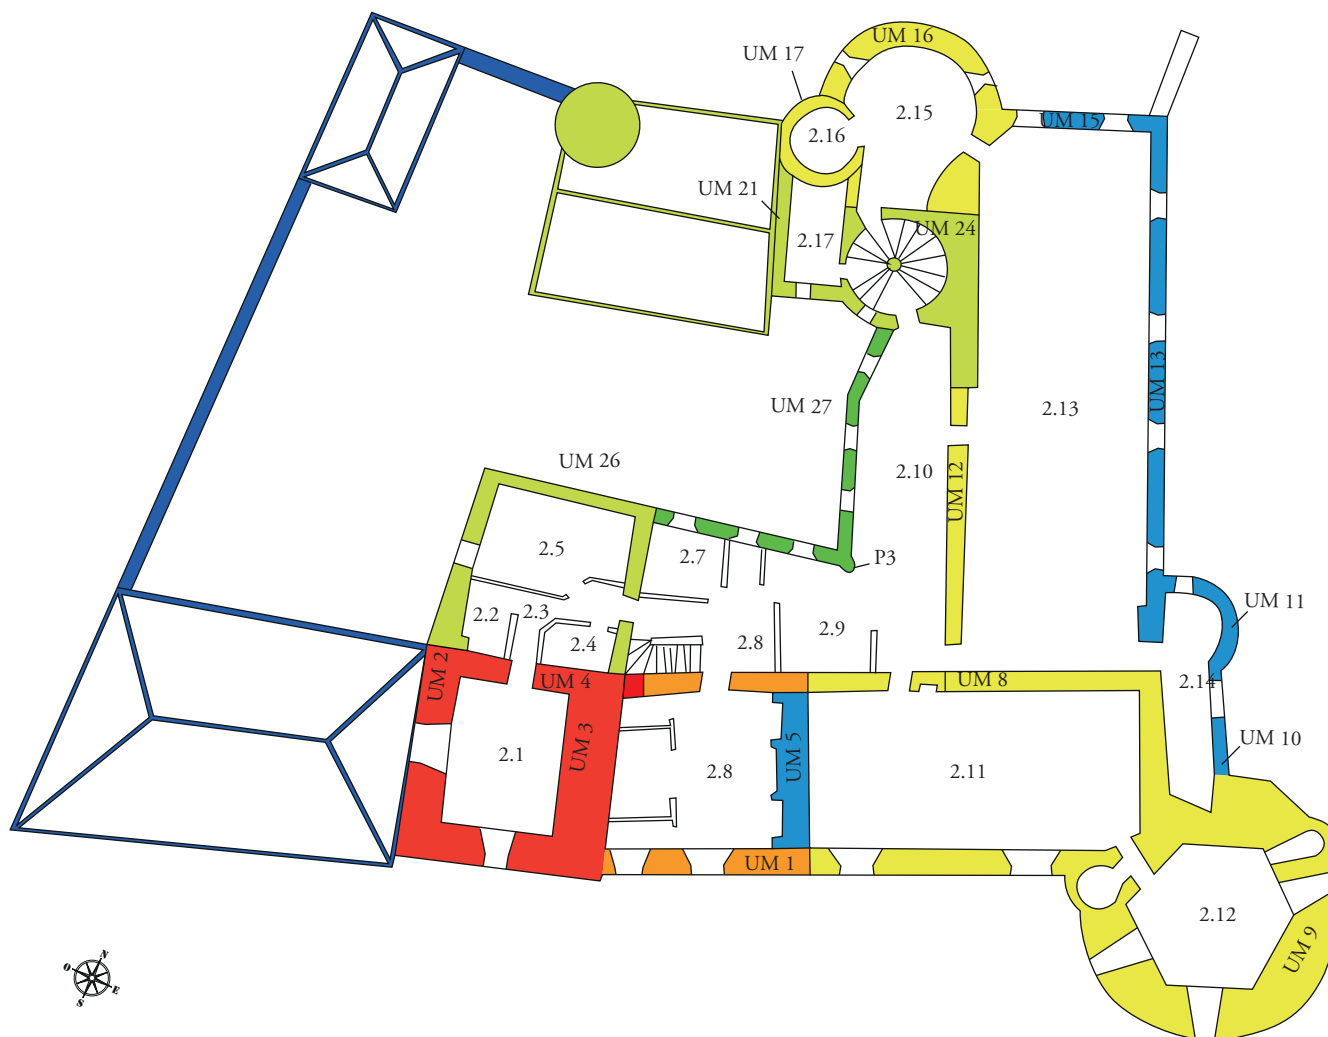 UM 16
UM 17
2.15
UM 15
2.16
UM 21
2.17
UM 24
UM 13
UM 27
2.13
UM 26
2.10
UM 12
2.5
2.7
P3
2.2
2.3
2.4
2.8
2.9
UM 11
UM 2
UM 4
UM 8
2.14
UM 3
UM 5
UM 10
2.1
2.8
2.11
UM 1
2.12
UM 9
N
O
E
S